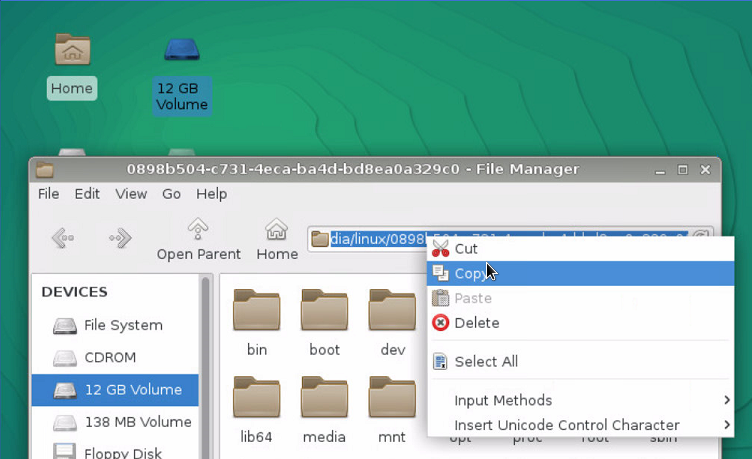 Home
12 GB
Volume
0898b504-c731-4eca-ba4d-bd8ea0a329c0 - File Manager
File Edit View Go Help
Open Parent
Home
dia/linux/0898b504
Cut
Copy
Paste
Delete
Select All
Input Methods
Insert Unicode Control Character
DEVICES
File System
CDROM
12 GB Volume
138 MB Volume
Floppy Disk
bin boot dev
lib64 media mnt opt proc root sbin